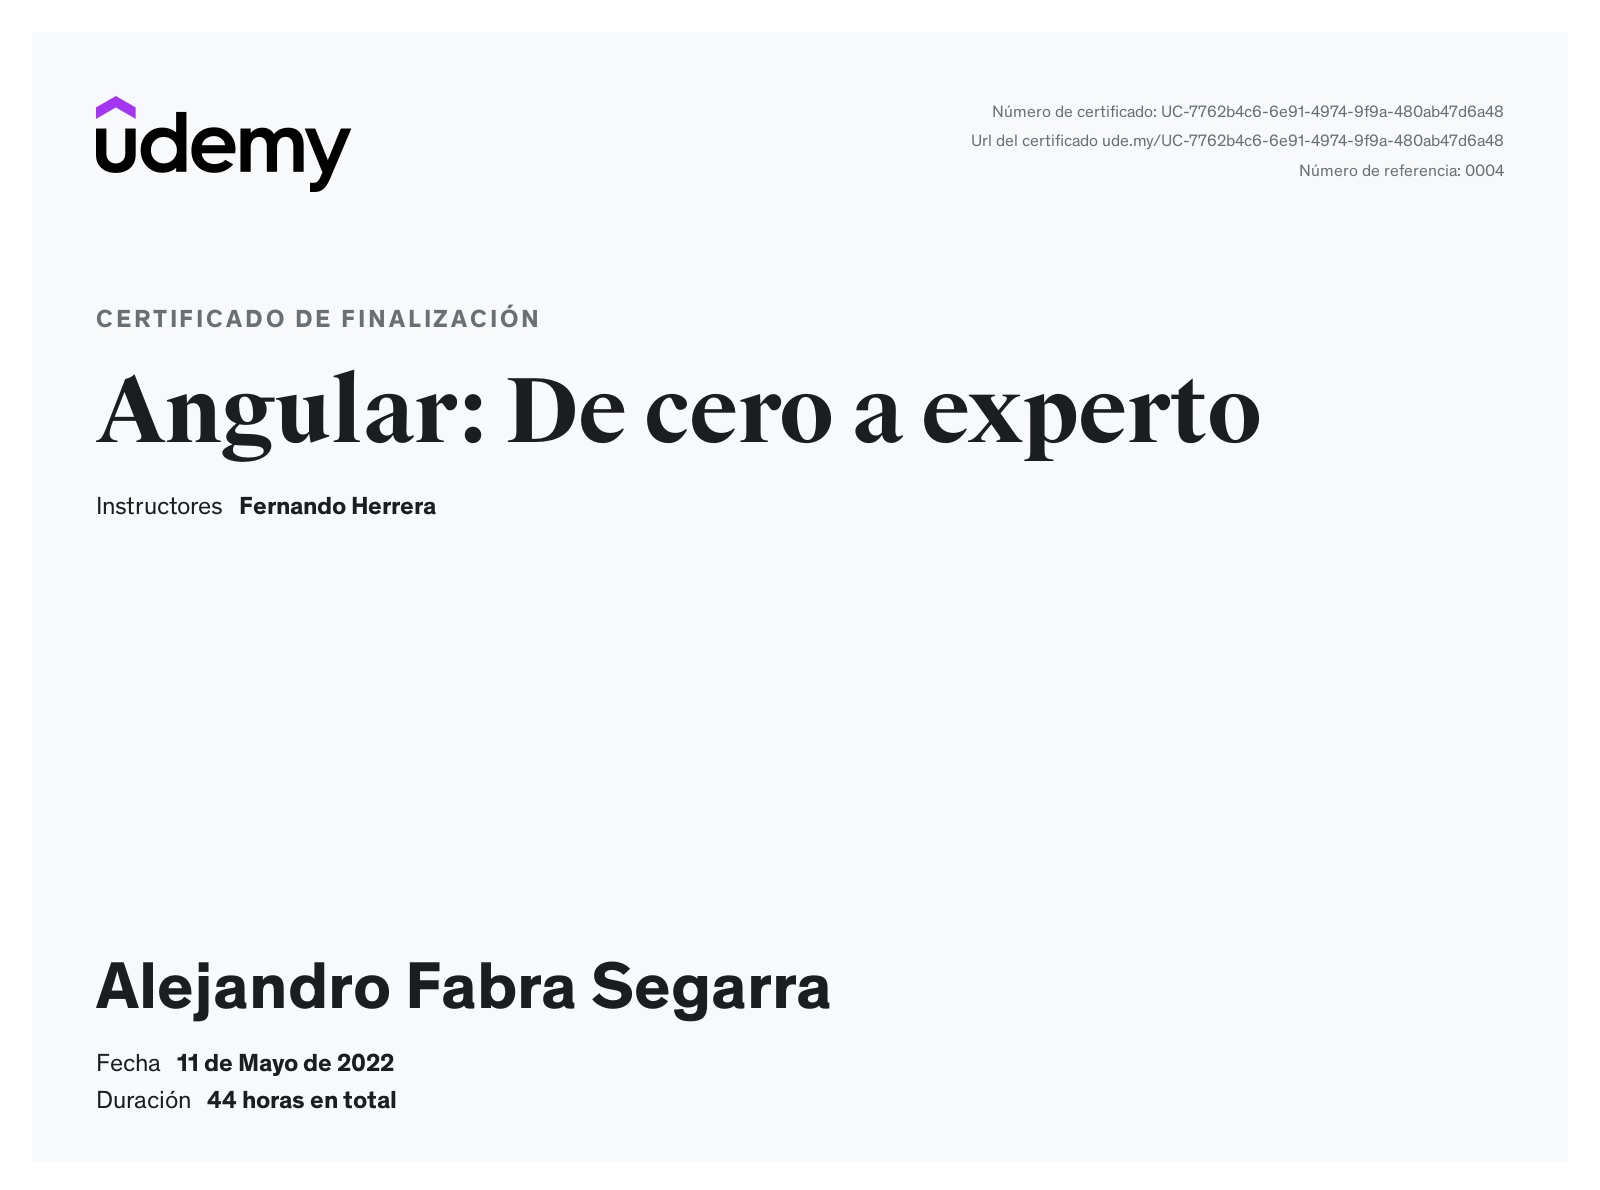 udemy
Número de certificado: UC-7762b4c6-6e91-4974-9f9a-480ab47d6a48
Url del certificado ude.my/UC-7762b4c6-6e91-4974-9f9a-480ab47d6a48
Número de referencia: 0004
CERTIFICADO DE FINALIZACIÓN
Angular: De cero a experto
Instructores Fernando Herrera
Alejandro Fabra Segarra
Fecha 11 de Mayo de 2022
Duración 44 horas en total